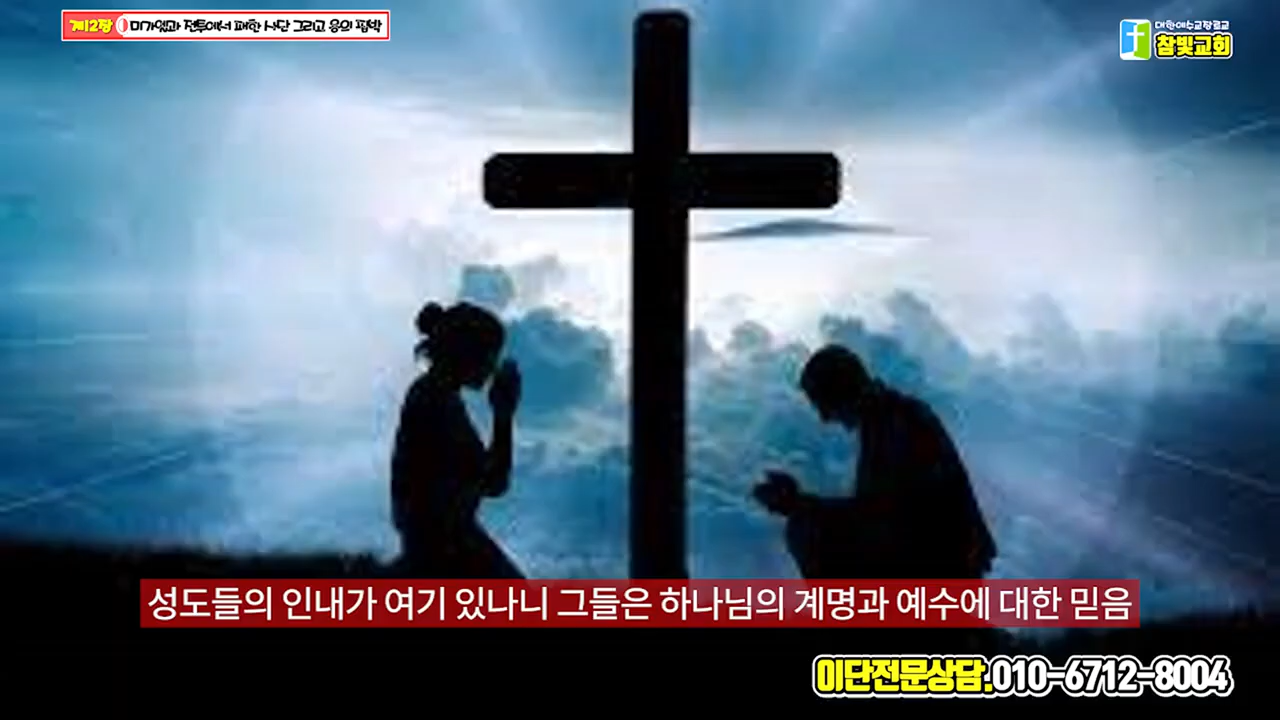 제2장 미가엘과 전투에서 패한 사단 그리고 용의 핍박
대한예수교장로교
참빛교회
성도들의 인내가 여기 있나니 그들은 하나님의 계명과 예수에 대한 믿음
이단전문상담.010-6712-8004